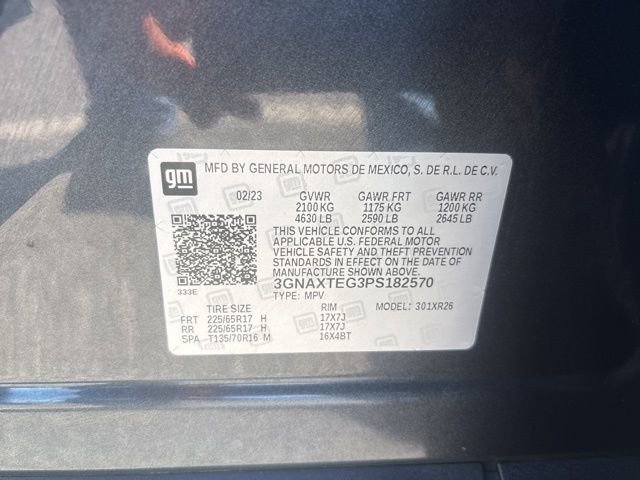 gm MFD BY GENERAL MOTORS DE MEXICO, S. DE R.L. DE C.V.
02/23 GVWR GAWR FRT GAWR RR
2100 KG 1175 KG 1200 KG
4630 LB 2590 LB 2645 LB
THIS VEHICLE CONFORMS TO ALL
APPLICABLE U.S. FEDERAL MOTOR
VEHICLE SAFETY AND THEFT PREVENTION
STANDARDS IN EFFECT ON THE DATE OF
MANUFACTURE SHOWN ABOVE.
333E 3GNAXTEG3PS182570
TYPE: MPV MODEL: 301XR26
TIRE SIZE RIM
FRT 225/65R17 H 17X7J
RR 225/65R17 H 17X7J
SPA T135/70R16 M 16X4BT